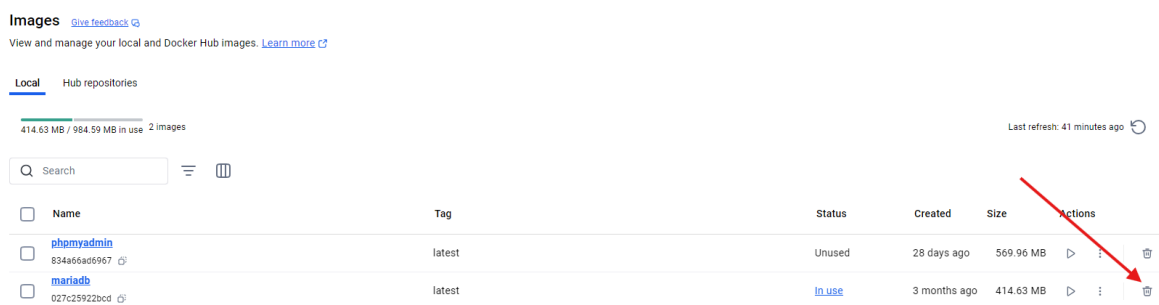 Images Give feedback
View and manage your local and Docker Hub images. Learn more
Local Hub repositories
414.63 MB / 984.59 MB in use 2 images
Last refresh: 41 minutes ago
Search
Name Tag Status Created Size Actions
phpmyadmin latest Unused 28 days ago 569.96 MB
834a66ad6967
mariadb latest In use 3 months ago 414.63 MB
027c25922bcd